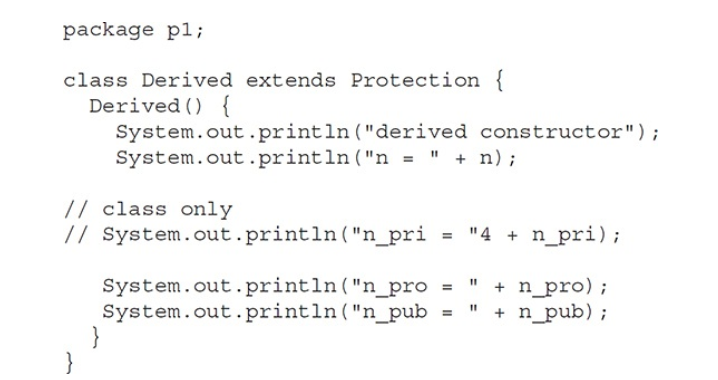 package p1;
class Derived extends Protection {
Derived() {
System.out.println("derived constructor");
System.out.println("n = " + n);
// class only
// System.out.println("n_pri = "4 + n_pri);
System.out.println("n_pro = " + n_pro);
System.out.println("n_pub = " + n_pub);
}
}